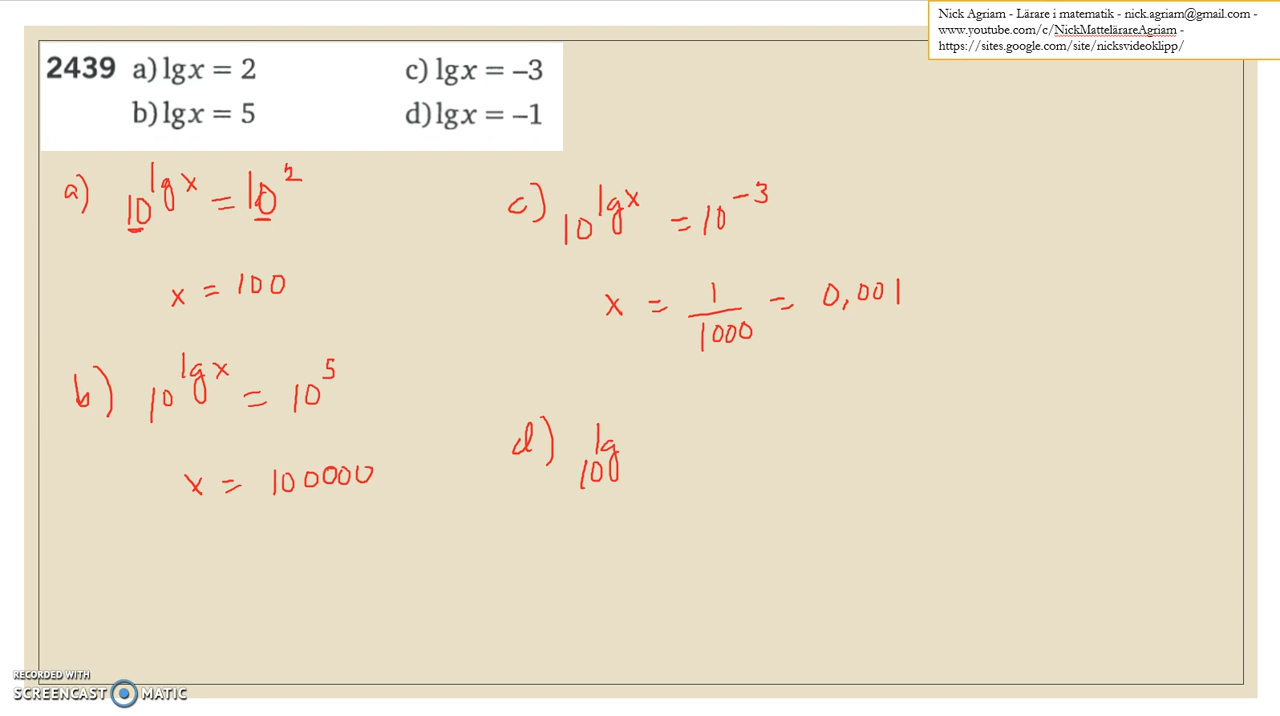 Nick Agriam - Lärare i matematik - nick.agriam@gmail.com -
www.youtube.com/c/NickMattelärareAgriam -
https://sites.google.com/site/nicksvideoklipp/
2439 a) lg x = 2
c) lg x = –3
b) lg x = 5
d) lg x = –1
a) 10^lg x = 10^2
x = 100
b) 10^lg x = 10^5
x = 100000
c) 10^lg x = 10^-3
x = 1/1000 = 0,001
d) 10^lg
RECORDED WITH
SCREENCAST MATIC